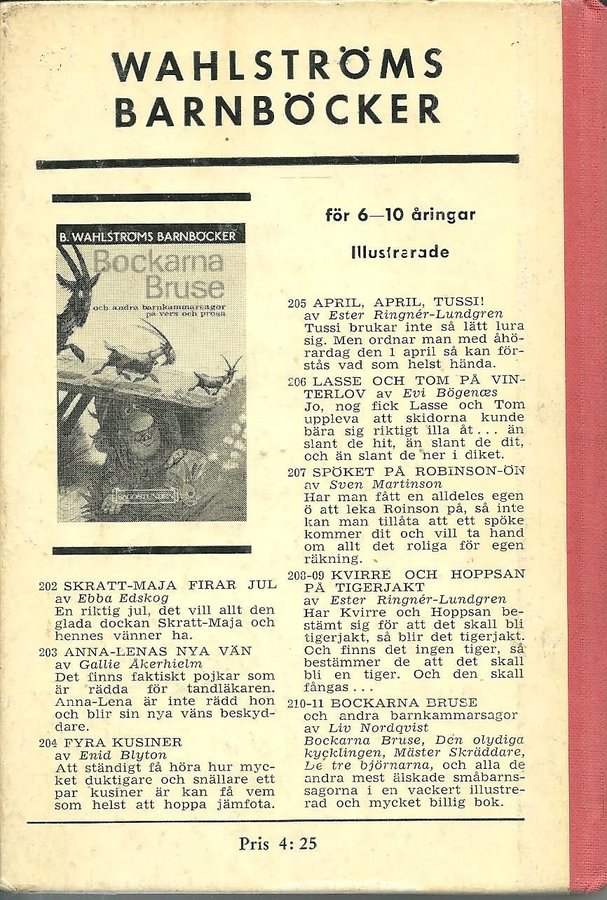 WAHLSTRÖMS
BARNBÖCKER
B. WAHLSTRÖMS BARNBÖCKER
Bockarna
Bruse
och andra barnkammarsagor
på vers och prosa
SAGOSTUNDEN
202 SKRATT-MAJA FIRAR JUL
av Ebba Edskog
En riktig jul, det vill allt den
glada dockan Skratt-Maja och
hennes vänner ha.
203 ANNA-LENAS NYA VÄN
av Gallie Åkerhielm
Det finns faktiskt pojkar som
är rädda för tandläkaren.
Anna-Lena är inte rädd hon
och blir sin nya väns beskyd-
dare.
204 FYRA KUSINER
av Enid Blyton
Att ständigt få höra hur myc-
ket duktigare och snällare ett
par kusiner är kan få vem
som helst att hoppa jämfota.
för 6—10 åringar
Illustrerade
205 APRIL, APRIL, TUSSI!
av Ester Ringnér-Lundgren
Tussi brukar inte så lätt lura
sig. Men ordnar man med åhö-
rardag den 1 april så kan för-
stås vad som helst hända.
206 LASSE OCH TOM PÅ VIN-
TERLOV av Evi Bögenæs
Jo, nog fick Lasse och Tom
uppleva att skidorna kunde
bära sig riktigt illa åt... än
slant de hit, än slant de dit,
och än slant de ner i diket.
207 SPÖKET PÅ ROBINSON-ÖN
av Sven Martinson
Har man fått en alldeles egen
ö att leka Roinson på, så inte
kan man tillåta att ett spöke
kommer dit och vill ta hand
om allt det roliga för egen
räkning.
208-09 KVIRRE OCH HOPPSAN
PÅ TIGERJAKT
av Ester Ringnér-Lundgren
Har Kvirre och Hoppsan be-
stämt sig för att det skall bli
tigerjakt, så blir det tigerjakt.
Och finns det ingen tiger, så
bestämmer de att det skall
bli en tiger. Och den skall
fångas...
210-11 BOCKARNA BRUSE
och andra barnkammarsagor
av Liv Nordqvist
Bockarna Bruse, Den olydiga
kycklingen, Mäster Skräddare,
De tre björnarna, och alla de
andra mest älskade småbarns-
sagorna i en vackert illustre-
rad och mycket billig bok.
Pris 4: 25